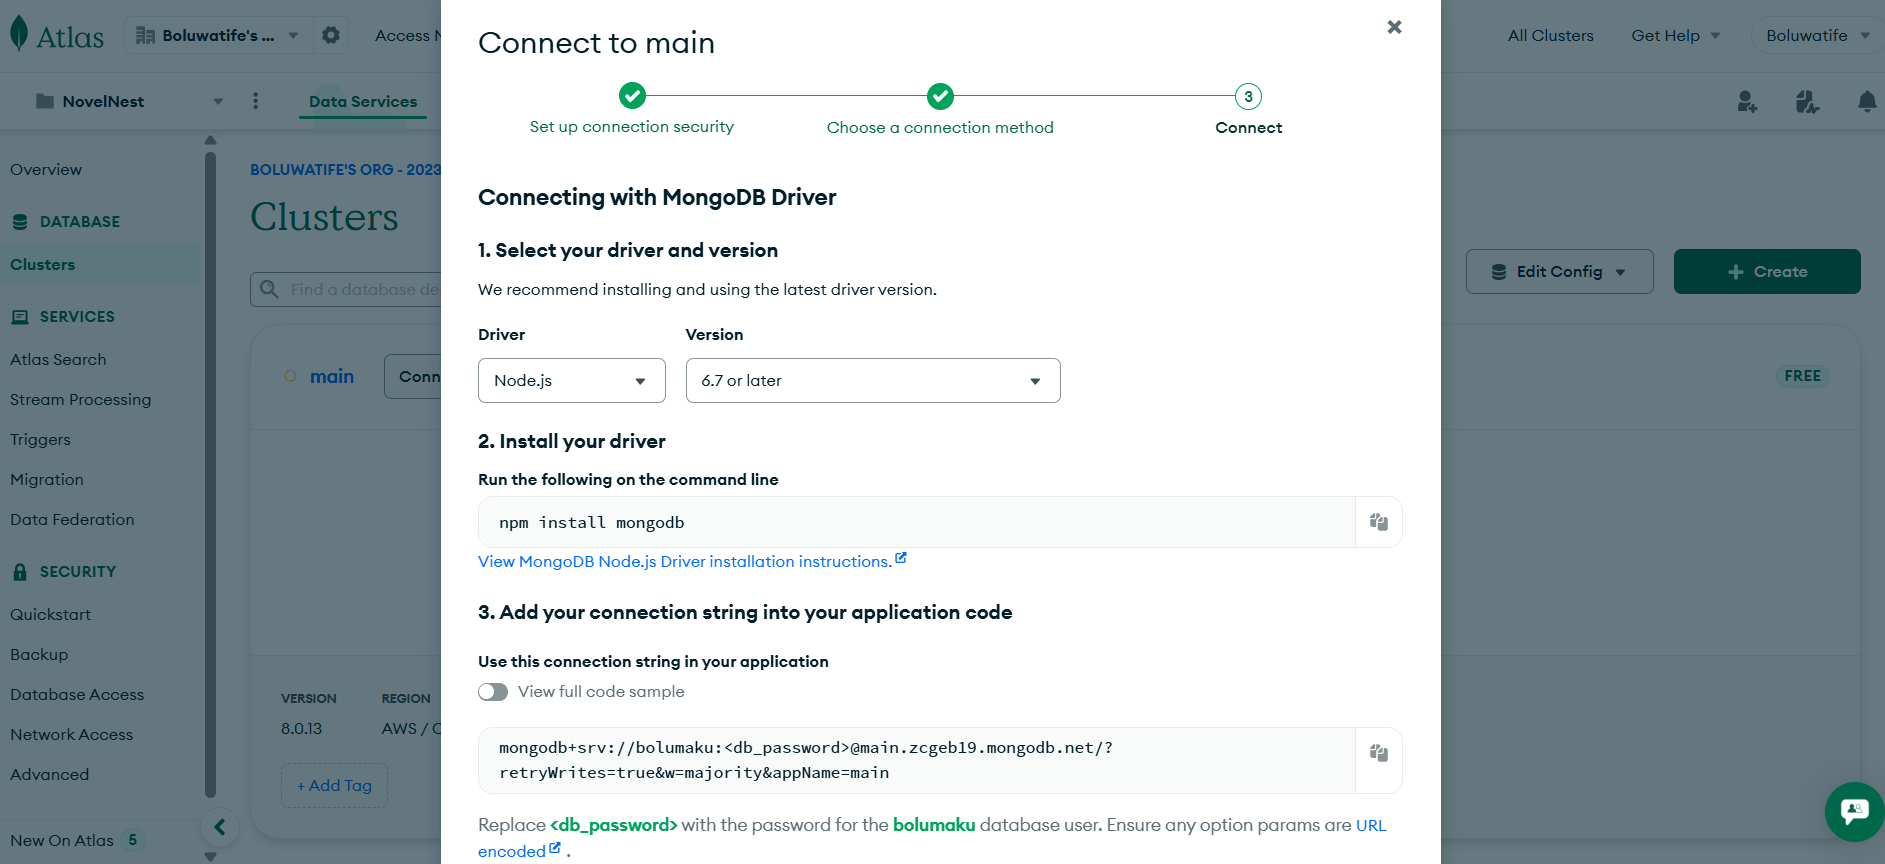 Atlas
Boluwatife's ...
Access
All Clusters
Get Help
Boluwatife
NovelNest
Data Services
Overview
DATABASE
Clusters
SERVICES
Atlas Search
Stream Processing
Triggers
Migration
Data Federation
SECURITY
Quickstart
Backup
Database Access
Network Access
Advanced
New On Atlas 5
BOLUWATIFE'S ORG - 2023
Clusters
Find a database
Edit Config
+ Create
main
FREE
VERSION
8.0.13
REGION
AWS /
+ Add Tag
Connect to main
Set up connection security
Choose a connection method
3
Connect
Connecting with MongoDB Driver
1. Select your driver and version
We recommend installing and using the latest driver version.
Driver
Version
Node.js
6.7 or later
2. Install your driver
Run the following on the command line
npm install mongodb
View MongoDB Node.js Driver installation instructions.
3. Add your connection string into your application code
Use this connection string in your application
View full code sample
mongodb+srv://bolumaku:<db_password>@main.zcgeb19.mongodb.net/?
retryWrites=true&w=majority&appName=main
Replace <db_password> with the password for the bolumaku database user. Ensure any option params are URL
encoded .